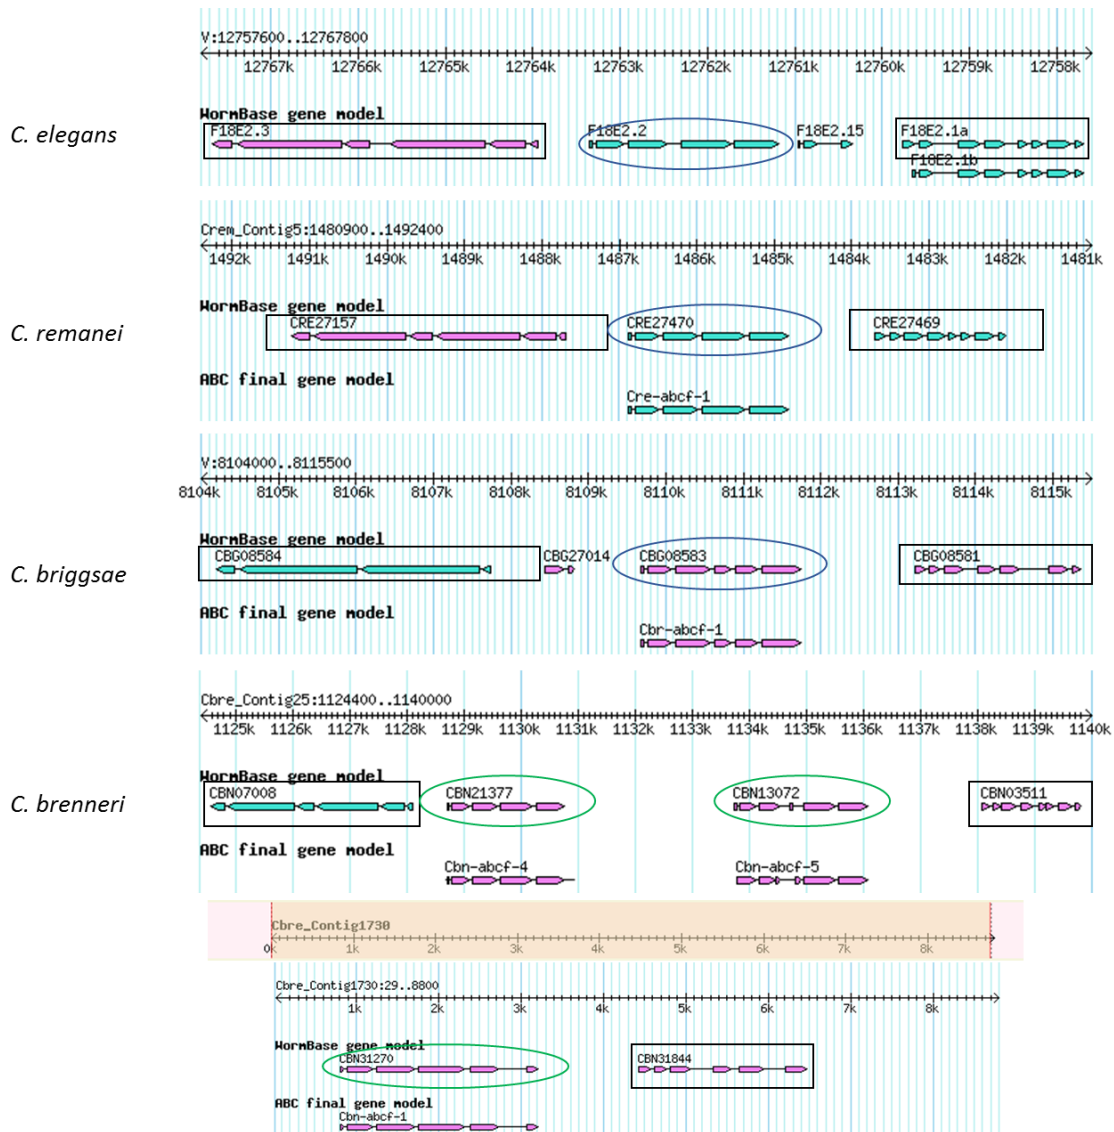 V:12757600..12767800
12767k 12766k 12765k 12764k 12763k 12762k 12761k 12760k 12759k 12758k
WormBase gene model
C. elegans
F18E2.3 F18E2.2 F18E2.15 F18E2.1a
F18E2.1b
Crem_Contig5:1480900..1492400
1492k 1491k 1490k 1489k 1488k 1487k 1486k 1485k 1484k 1483k 1482k 1481k
WormBase gene model
C. remanei
CRE27157 CRE27470 CRE27469
ABC final gene model
Cre-abcf-1
V:8104000..8115500
8104k 8105k 8106k 8107k 8108k 8109k 8110k 8111k 8112k 8113k 8114k 8115k
WormBase gene model
C. briggsae
CBG08584 CBG27014 CBG08583 CBG08581
ABC final gene model
Cbr-abcf-1
Cbre_Contig25:1124400..1140000
1125k 1126k 1127k 1128k 1129k 1130k 1131k 1132k 1133k 1134k 1135k 1136k 1137k 1138k 1139k 1140k
WormBase gene model
C. brenneri
CBN07008 CBN21377 CBN13072 CBN03511
ABC final gene model
Cbn-abcf-4 Cbn-abcf-5
Cbre_Contig1730
0k 1k 2k 3k 4k 5k 6k 7k 8k
Cbre_Contig1730:29..8800
1k 2k 3k 4k 5k 6k 7k 8k
WormBase gene model
CBN31270 CBN31844
ABC final gene model
Cbn-abcf-1